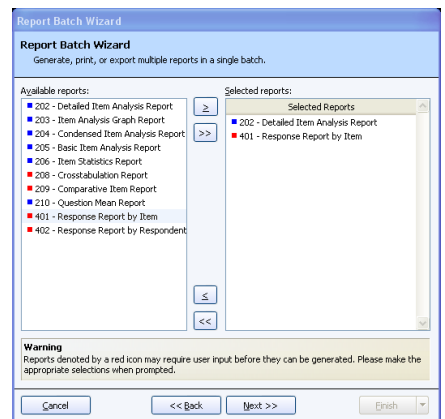 Report Batch Wizard
Report Batch Wizard
Generate, print, or export multiple reports in a single batch.
Available reports:
202 - Detailed Item Analysis Report
203 - Item Analysis Graph Report
204 - Condensed Item Analysis Report
205 - Basic Item Analysis Report
206 - Item Statistics Report
208 - Crosstabulation Report
209 - Comparative Item Report
210 - Question Mean Report
401 - Response Report by Item
402 - Response Report by Respondent
>
>>
<
<<
Selected reports:
Selected Reports
202 - Detailed Item Analysis Report
401 - Response Report by Item
Warning
Reports denoted by a red icon may require user input before they can be generated. Please make the
appropriate selections when prompted.
Cancel
<< Back
Next >>
Finish